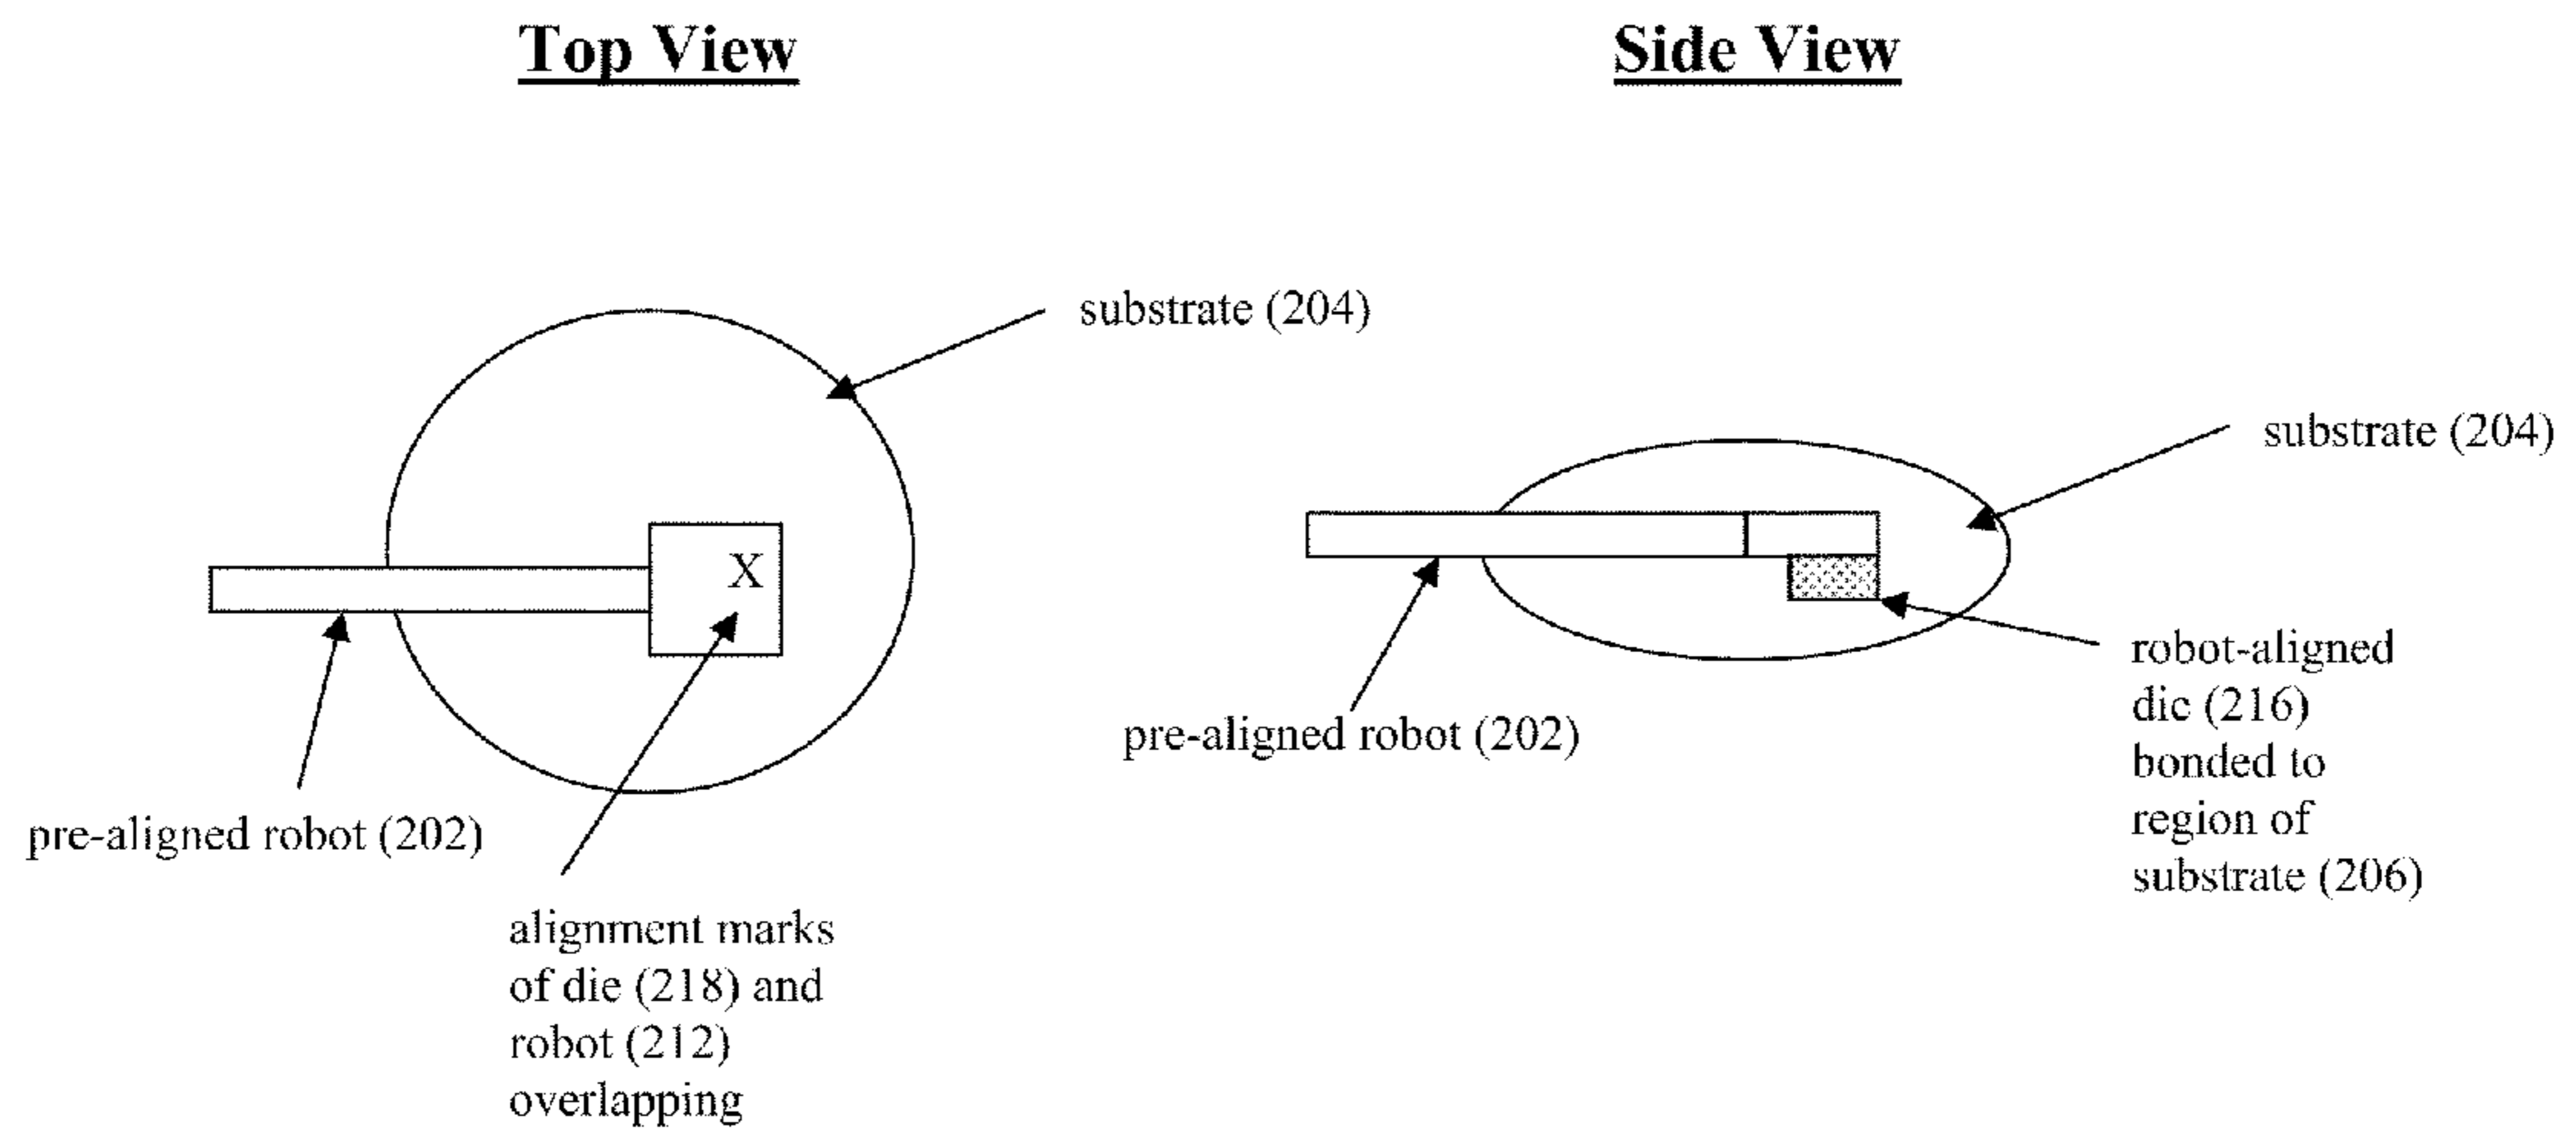 Top View
Side View
substrate (204)
substrate (204)
X
pre-aligned robot (202)
alignment marks
of die (218) and
robot (212)
overlapping
pre-aligned robot (202)
robot-aligned
die (216)
bonded to
region of
substrate (206)